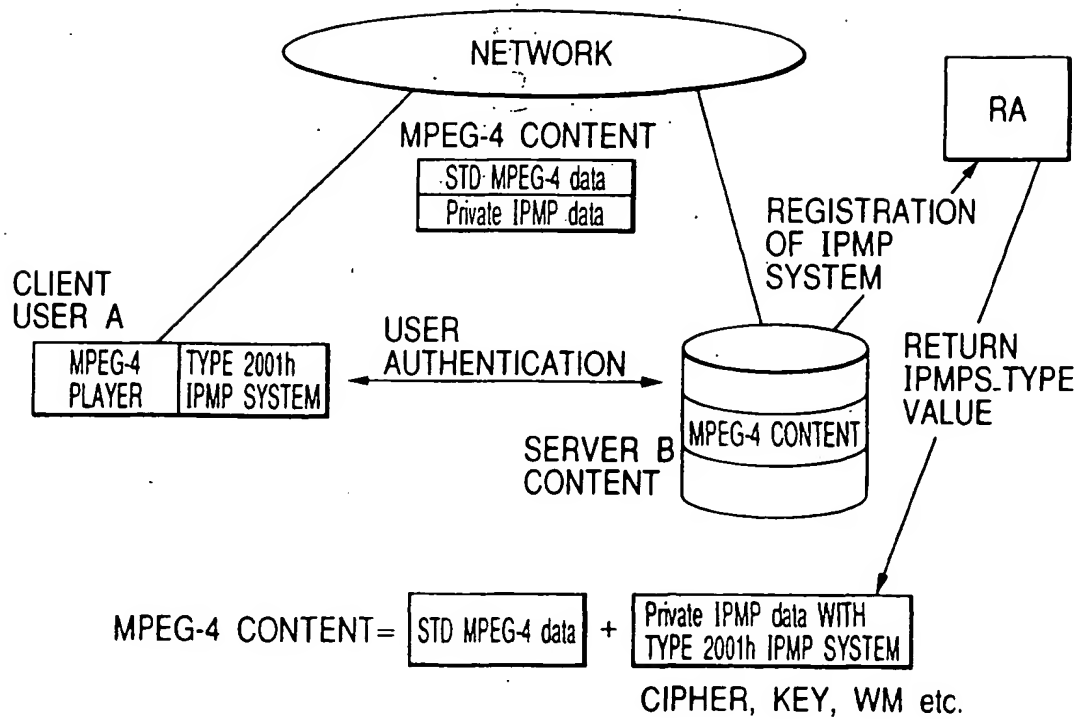 NETWORK
RA
MPEG-4 CONTENT
STD MPEG-4 data
Private IPMP data
REGISTRATION
OF IPMP
SYSTEM
CLIENT
USER A
MPEG-4
PLAYER
TYPE 2001h
IPMP SYSTEM
USER
AUTHENTICATION
RETURN
IPMPS_TYPE
VALUE
MPEG-4 CONTENT
SERVER B
CONTENT
MPEG-4 CONTENT=
STD MPEG-4 data
+
Private IPMP data WITH
TYPE 2001h IPMP SYSTEM
CIPHER, KEY, WM etc.